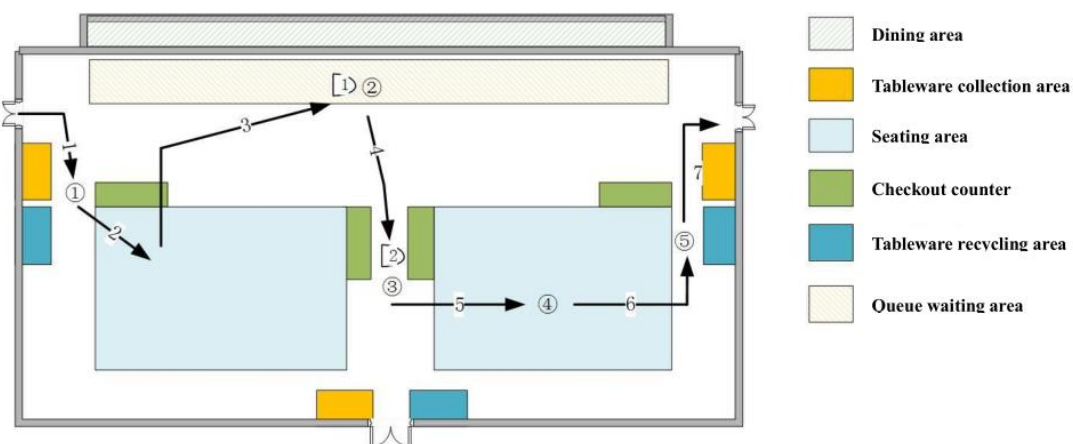 [1) ②
1
3
4
①
2
7
[2)
⑤
③
5
④
6
Dining area
Tableware collection area
Seating area
Checkout counter
Tableware recycling area
Queue waiting area